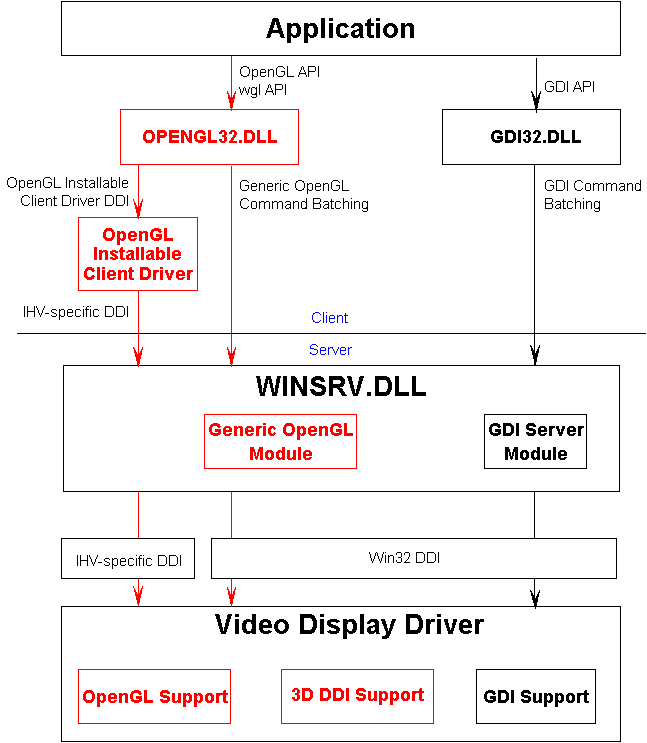 Application
OpenGL API
wgl API
GDI API
OPENGL32.DLL
GDI32.DLL
OpenGL Installable
Client Driver DDI
Generic OpenGL
Command Batching
GDI Command
Batching
OpenGL
Installable
Client Driver
IHV-specific DDI
Client
Server
WINSRV.DLL
Generic OpenGL
Module
GDI Server
Module
IHV-specific DDI
Win32 DDI
Video Display Driver
OpenGL Support
3D DDI Support
GDI Support